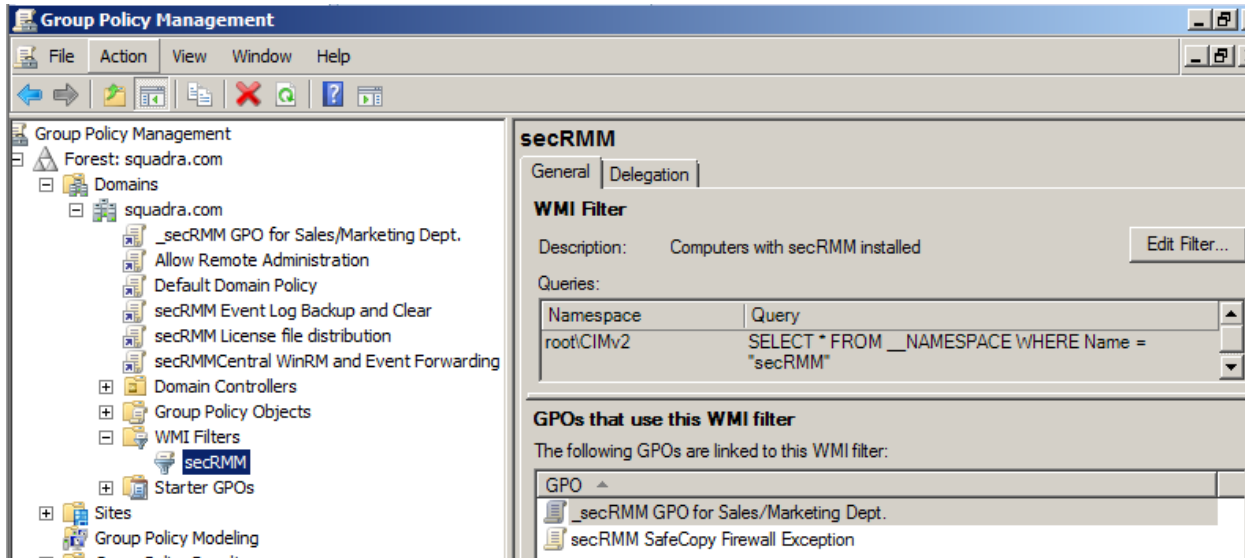 Group Policy Management
File Action View Window Help
Group Policy Management
Forest: squadra.com
Domains
squadra.com
_secRMM GPO for Sales/Marketing Dept.
Allow Remote Administration
Default Domain Policy
secRMM Event Log Backup and Clear
secRMM License file distribution
secRMMCentral WinRM and Event Forwarding
Domain Controllers
Group Policy Objects
WMI Filters
secRMM
Starter GPOs
Sites
Group Policy Modeling
secRMM
General Delegation
WMI Filter
Description: Computers with secRMM installed Edit Filter...
Queries:
Namespace Query
root\CIMv2 SELECT * FROM __NAMESPACE WHERE Name =
"secRMM"
GPOs that use this WMI filter
The following GPOs are linked to this WMI filter:
GPO
_secRMM GPO for Sales/Marketing Dept.
secRMM SafeCopy Firewall Exception